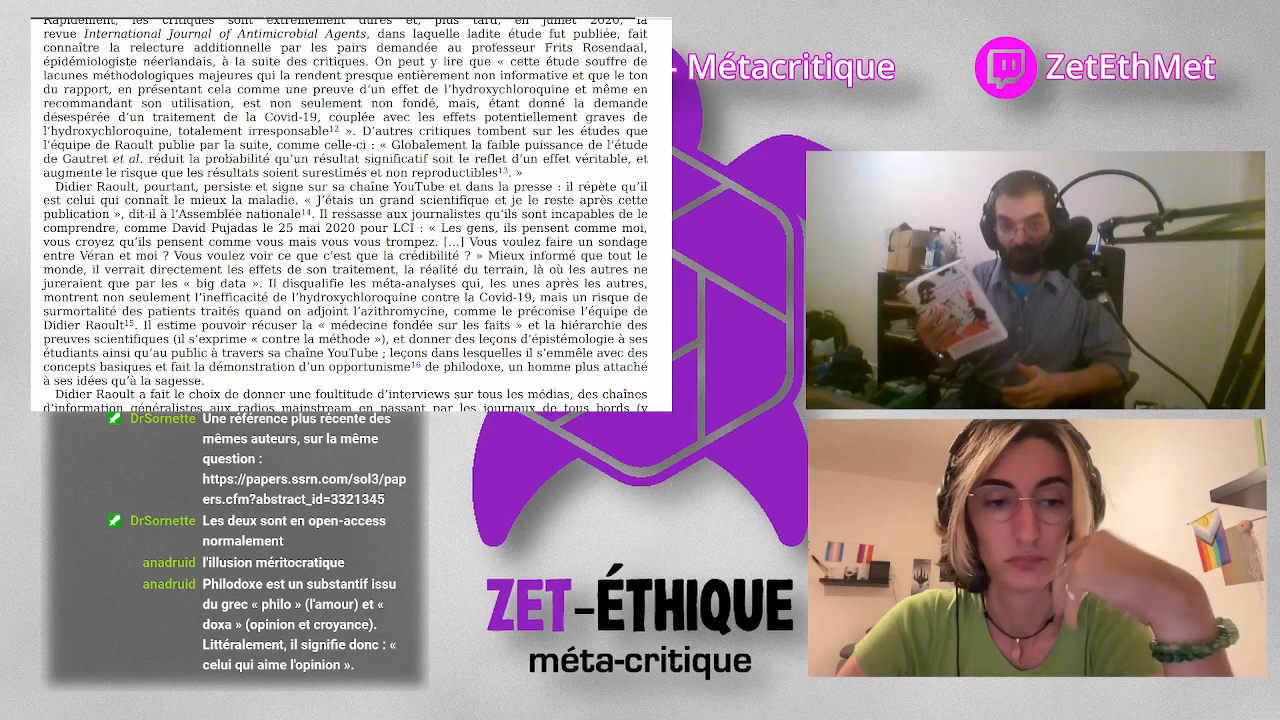 Rapidement, les critiques sont extrêmement dures et, plus tard, en juillet 2020, la
revue International Journal of Antimicrobial Agents, dans laquelle ladite étude fut publiée, fait
connaître la relecture additionnelle par les pairs demandée au professeur Frits Rosendaal,
épidémiologiste néerlandais, à la suite des critiques. On peut y lire que « cette étude souffre de
lacunes méthodologiques majeures qui la rendent presque entièrement non informative et que le ton
du rapport, en présentant cela comme une preuve d’un effet de l’hydroxychloroquine et même en
recommandant son utilisation, est non seulement non fondé, mais, étant donné la demande
désespérée d’un traitement de la Covid-19, couplée avec les effets potentiellement graves de
l’hydroxychloroquine, totalement irresponsable12 ». D’autres critiques tombent sur les études que
l’équipe de Raoult publie par la suite, comme celle-ci : « Globalement la faible puissance de l’étude
de Gautret et al. réduit la probabilité qu’un résultat significatif soit le reflet d’un effet véritable, et
augmente le risque que les résultats soient surestimés et non reproductibles13. »
Didier Raoult, pourtant, persiste et signe sur sa chaîne YouTube et dans la presse : il répète qu’il
est celui qui connaît le mieux la maladie. « J’étais un grand scientifique et je le reste après cette
publication », dit-il à l’Assemblée nationale14. Il ressasse aux journalistes qu’ils sont incapables de le
comprendre, comme David Pujadas le 25 mai 2020 pour LCI : « Les gens, ils pensent comme moi,
vous croyez qu’ils pensent comme vous mais vous vous trompez. [...] Vous voulez faire un sondage
entre Véran et moi ? Vous voulez voir ce que c’est que la crédibilité ? » Mieux informé que tout le
monde, il verrait directement les effets de son traitement, la réalité du terrain, là où les autres ne
jureraient que par les « big data ». Il disqualifie les méta-analyses qui, les unes après les autres,
montrent non seulement l’inefficacité de l’hydroxychloroquine contre la Covid-19, mais un risque de
surmortalité des patients traités quand on adjoint l’azithromycine, comme le préconise l’équipe de
Didier Raoult15. Il estime pouvoir récuser la « médecine fondée sur les faits » et la hiérarchie des
preuves scientifiques (il s’exprime « contre la méthode »), et donner des leçons d’épistémologie à ses
étudiants ainsi qu’au public à travers sa chaîne YouTube ; leçons dans lesquelles il s’emmêle avec des
concepts basiques et fait la démonstration d’un opportunisme16 de philodoxe, un homme plus attaché
à ses idées qu’à la sagesse.
Didier Raoult a fait le choix de donner une foultitude d’interviews sur tous les médias, des chaînes
d’information généralistes aux radios mainstream en passant par les journaux de tous bords (y
- Métacritique
ZetEthMet
DrSornette Une référence plus récente des
mêmes auteurs, sur la même
question :
https://papers.ssrn.com/sol3/pap
ers.cfm?abstract_id=3321345
DrSornette Les deux sont en open-access
normalement
anadruid l'illusion méritocratique
anadruid Philodoxe est un substantif issu
du grec « philo » (l'amour) et «
doxa » (opinion et croyance).
Littéralement, il signifie donc : «
celui qui aime l'opinion ».
ZET-ÉTHIQUE
méta-critique